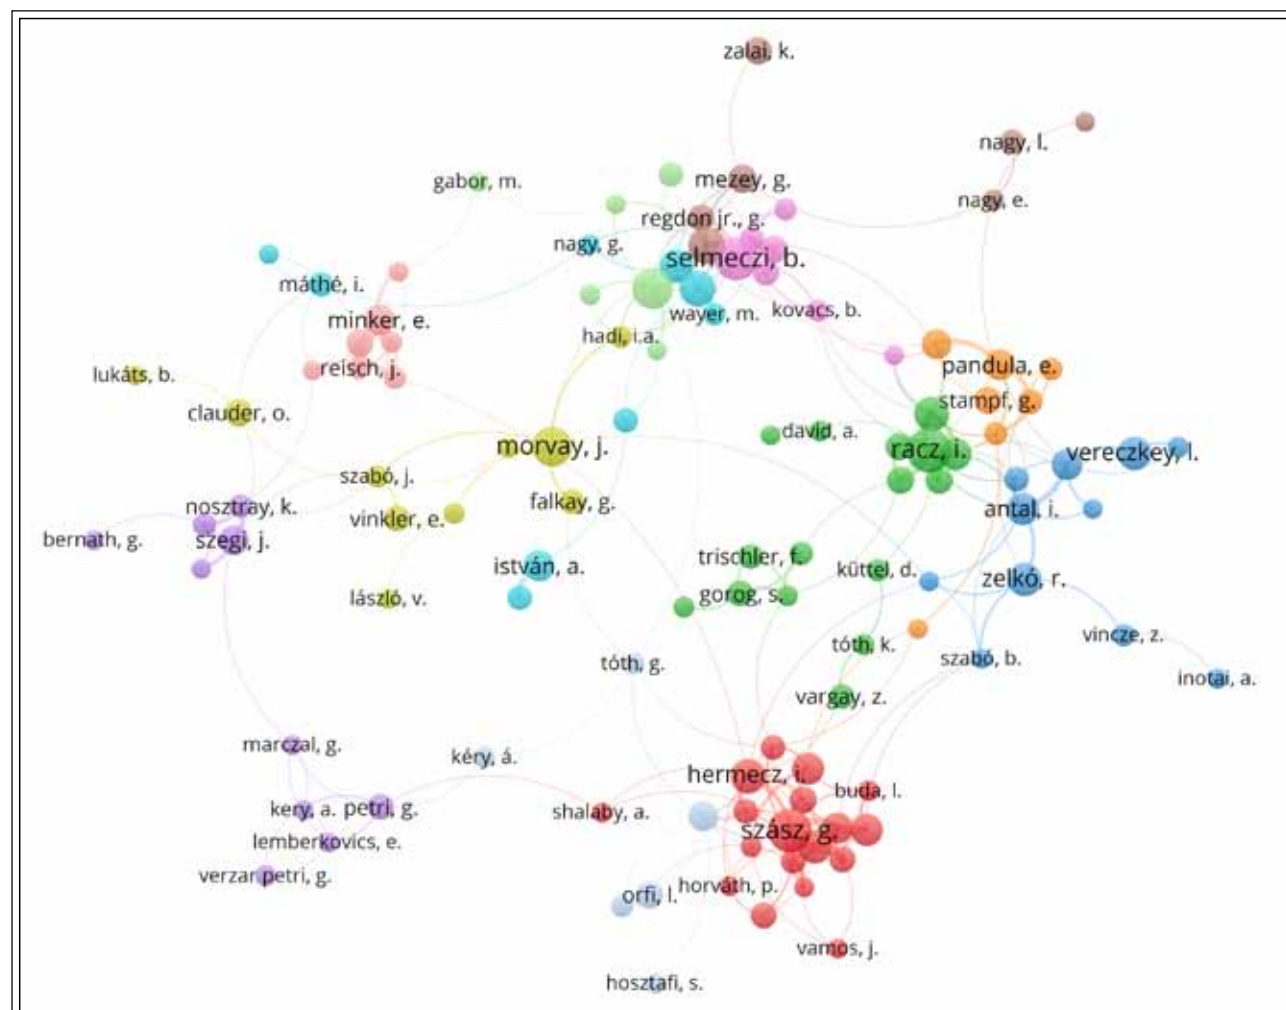 zalai, k.
nagy, l.
mezey, g.
gabor, m.
nagy, e.
regdon jr., g.
nagy, g.
selmeczi, b.
máthé, i.
wayer, m.
kovacs, b.
minker, e.
hadi, i.a.
reisch, j.
pandula, e.
lukáts, b.
stampf, g.
clauder, o.
david, a.
morvay, j.
racz, i.
vereczkey, l.
szabó, j.
nosztray, k.
falkay, g.
antal, i.
vinkler, e.
bernath, g.
szegi, j.
trischler, f.
istván, a.
küttel, d.
zelkó, r.
lászló, v.
gorog, s.
vincze, z.
tóth, k.
szabó, b.
tóth, g.
inotai, a.
vargay, z.
marczal, g.
kéry, á.
hermecz, i.
buda, l.
kery, a.
petri, g.
shalaby, a.
szász, g.
lemberkovics, e.
verzar petri, g.
horváth, p.
orfi, l.
vamos, j.
hosztafi, s.